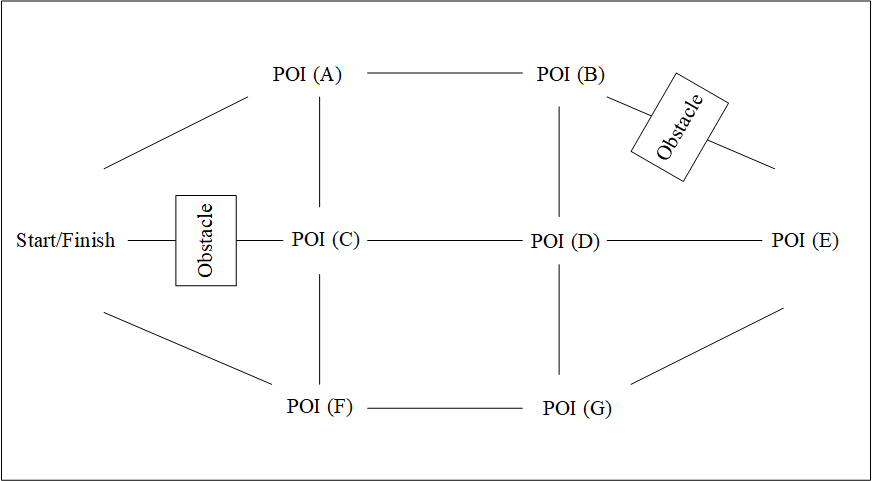 POI (A)
POI (B)
Obstacle
Start/Finish
Obstacle
POI (C)
POI (D)
POI (E)
POI (F)
POI (G)